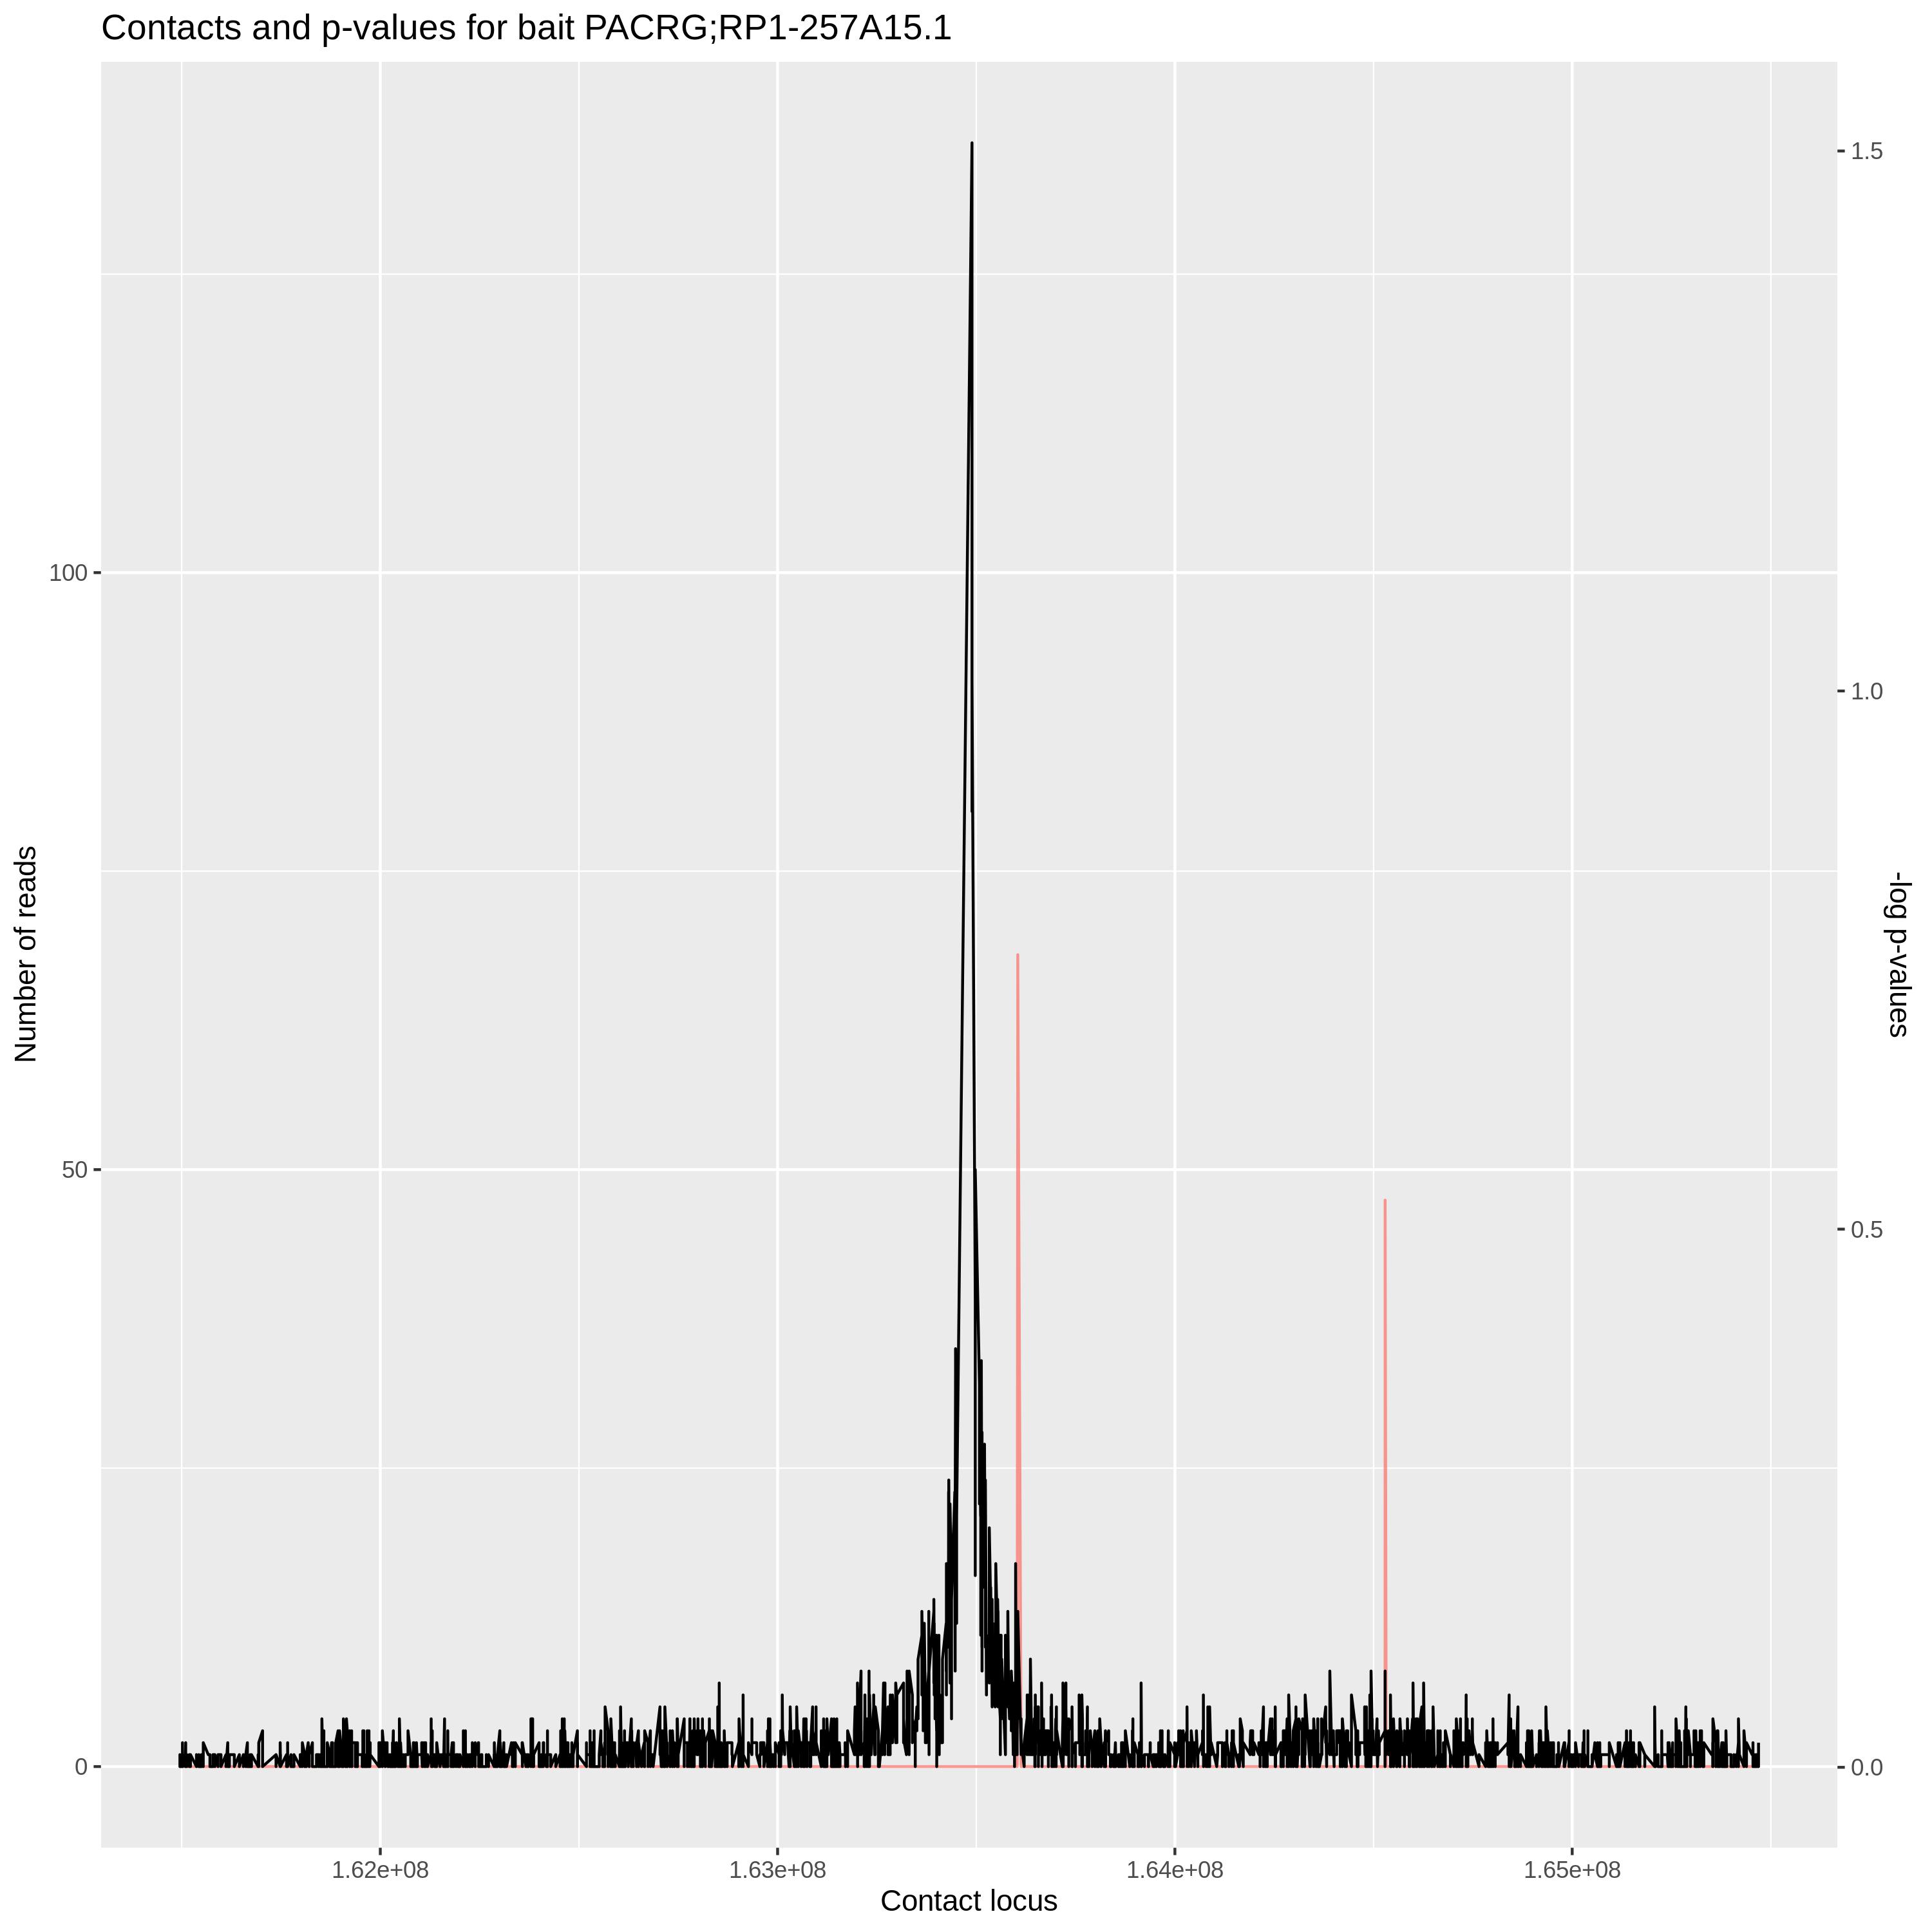 Contacts and p-values for bait PACRG;RP1-257A15.1
Number of reads
100
50
0
1.5
1.0
0.5
0.0
-log p-values
1.62e+08 1.63e+08 1.64e+08 1.65e+08
Contact locus